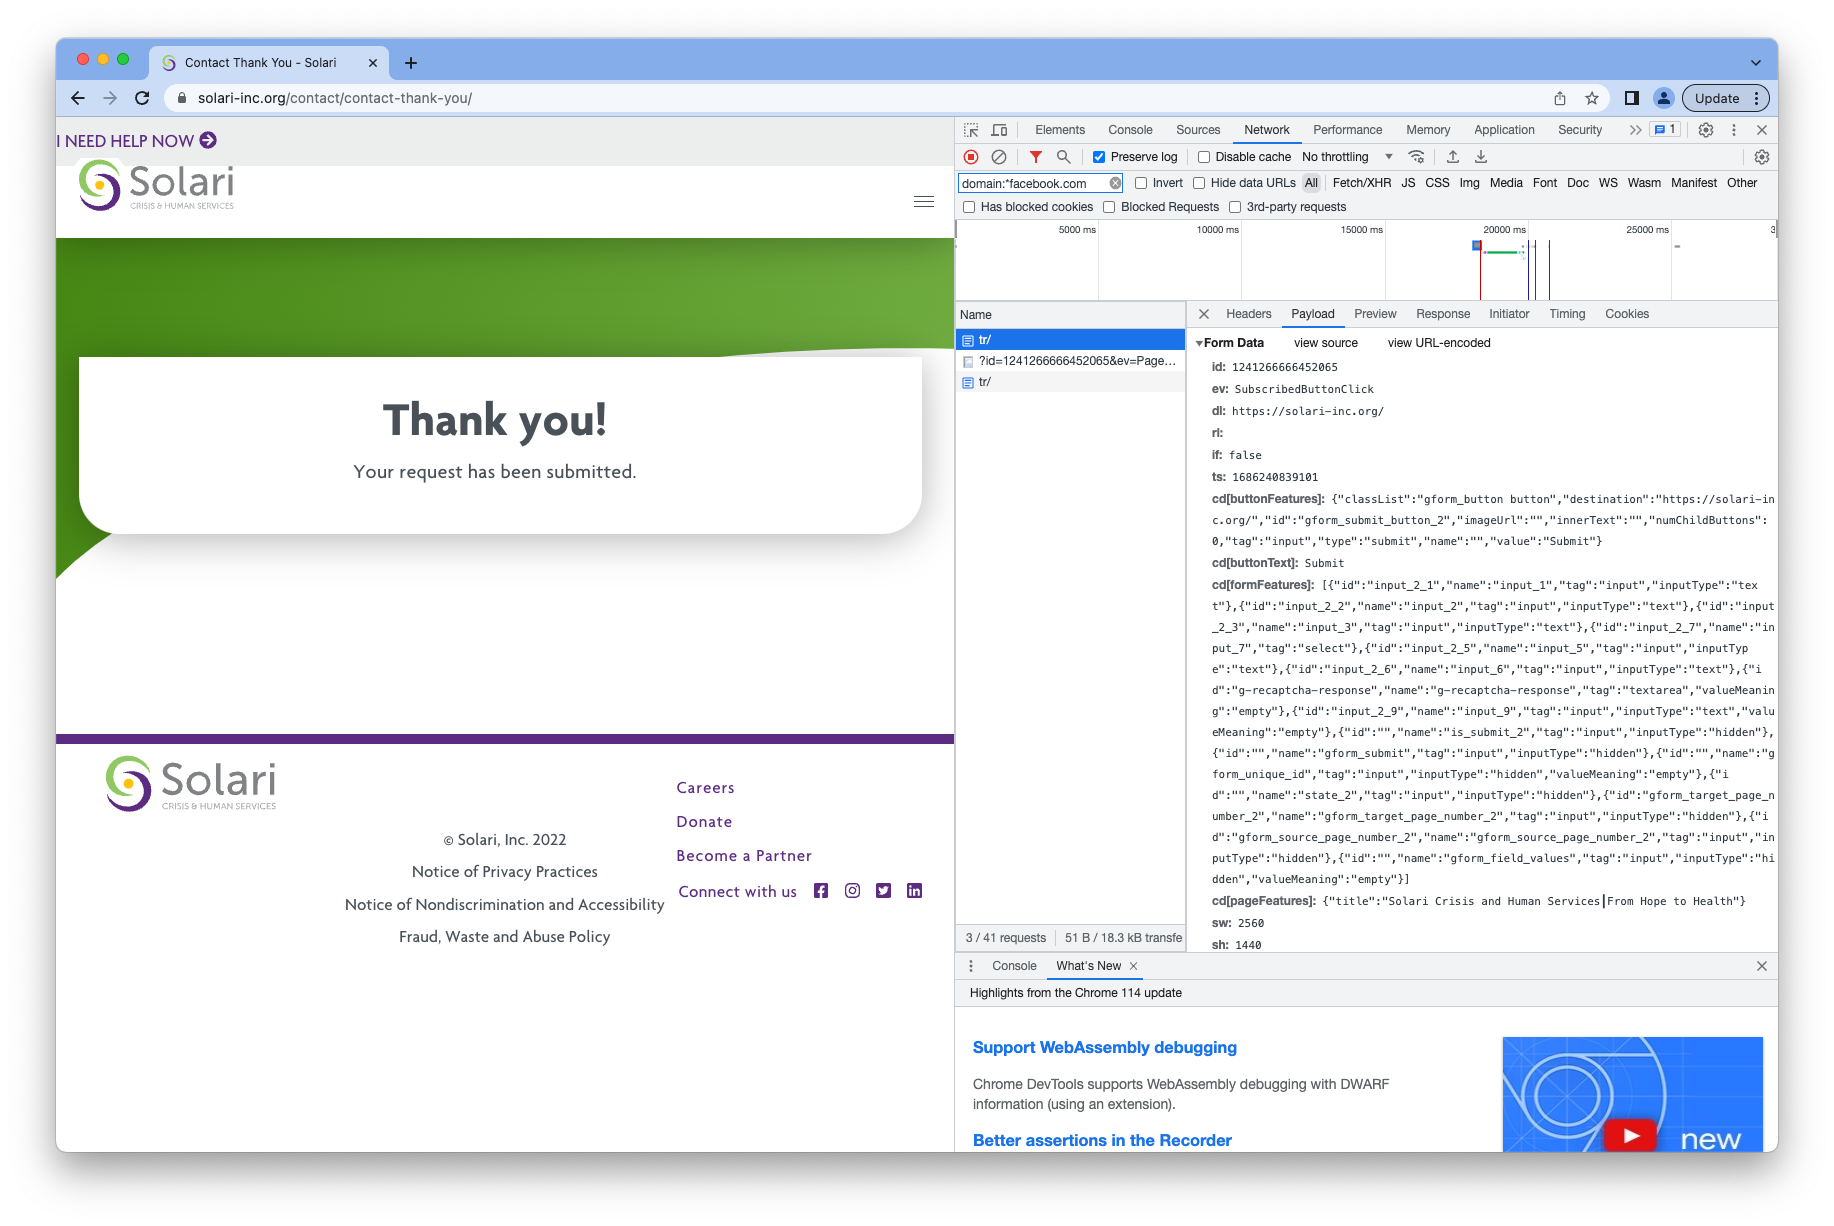 Contact Thank You - Solari
solari-inc.org/contact/contact-thank-you/
Update
I NEED HELP NOW
Solari
CRISIS & HUMAN SERVICES
Thank you!
Your request has been submitted.
Solari
CRISIS & HUMAN SERVICES
© Solari, Inc. 2022
Notice of Privacy Practices
Notice of Nondiscrimination and Accessibility
Fraud, Waste and Abuse Policy
Careers
Donate
Become a Partner
Connect with us
Elements Console Sources Network Performance Memory Application Security 1
Preserve log Disable cache No throttling
domain:*facebook.com Invert Hide data URLs All Fetch/XHR JS CSS Img Media Font Doc WS Wasm Manifest Other
Has blocked cookies Blocked Requests 3rd-party requests
5000 ms 10000 ms 15000 ms 20000 ms 25000 ms 3
Name
tr/
?id=1241266666452065&ev=Page...
tr/
3 / 41 requests 51 B / 18.3 kB transfe
Headers Payload Preview Response Initiator Timing Cookies
Form Data view source view URL-encoded
id: 1241266666452065
ev: SubscribedButtonClick
dl: https://solari-inc.org/
rl:
if: false
ts: 1686240839101
cd[buttonFeatures]: {"classList":"gform_button button","destination":"https://solari-in
c.org/","id":"gform_submit_button_2","imageUrl":"","innerText":"","numChildButtons":
0,"tag":"input","type":"submit","name":"","value":"Submit"}
cd[buttonText]: Submit
cd[formFeatures]: [{"id":"input_2_1","name":"input_1","tag":"input","inputType":"tex
t"},{"id":"input_2_2","name":"input_2","tag":"input","inputType":"text"},{"id":"input
_2_3","name":"input_3","tag":"input","inputType":"text"},{"id":"input_2_7","name":"in
put_7","tag":"select"},{"id":"input_2_5","name":"input_5","tag":"input","inputTyp
e":"text"},{"id":"input_2_6","name":"input_6","tag":"input","inputType":"text"},{"i
d":"g-recaptcha-response","name":"g-recaptcha-response","tag":"textarea","valueMeanin
g":"empty"},{"id":"input_2_9","name":"input_9","tag":"input","inputType":"text","valu
eMeaning":"empty"},{"id":"","name":"is_submit_2","tag":"input","inputType":"hidden"},
{"id":"","name":"gform_submit","tag":"input","inputType":"hidden"},{"id":"","name":"g
form_unique_id","tag":"input","inputType":"hidden","valueMeaning":"empty"},{"i
d":"","name":"state_2","tag":"input","inputType":"hidden"},{"id":"gform_target_page_n
umber_2","name":"gform_target_page_number_2","tag":"input","inputType":"hidden"},{"i
d":"gform_source_page_number_2","name":"gform_source_page_number_2","tag":"input","in
putType":"hidden"},{"id":"","name":"gform_field_values","tag":"input","inputType":"hi
dden","valueMeaning":"empty"}]
cd[pageFeatures]: {"title":"Solari Crisis and Human Services|From Hope to Health"}
sw: 2560
sh: 1440
Console What's New
Highlights from the Chrome 114 update
Support WebAssembly debugging
Chrome DevTools supports WebAssembly debugging with DWARF
information (using an extension).
Better assertions in the Recorder
new